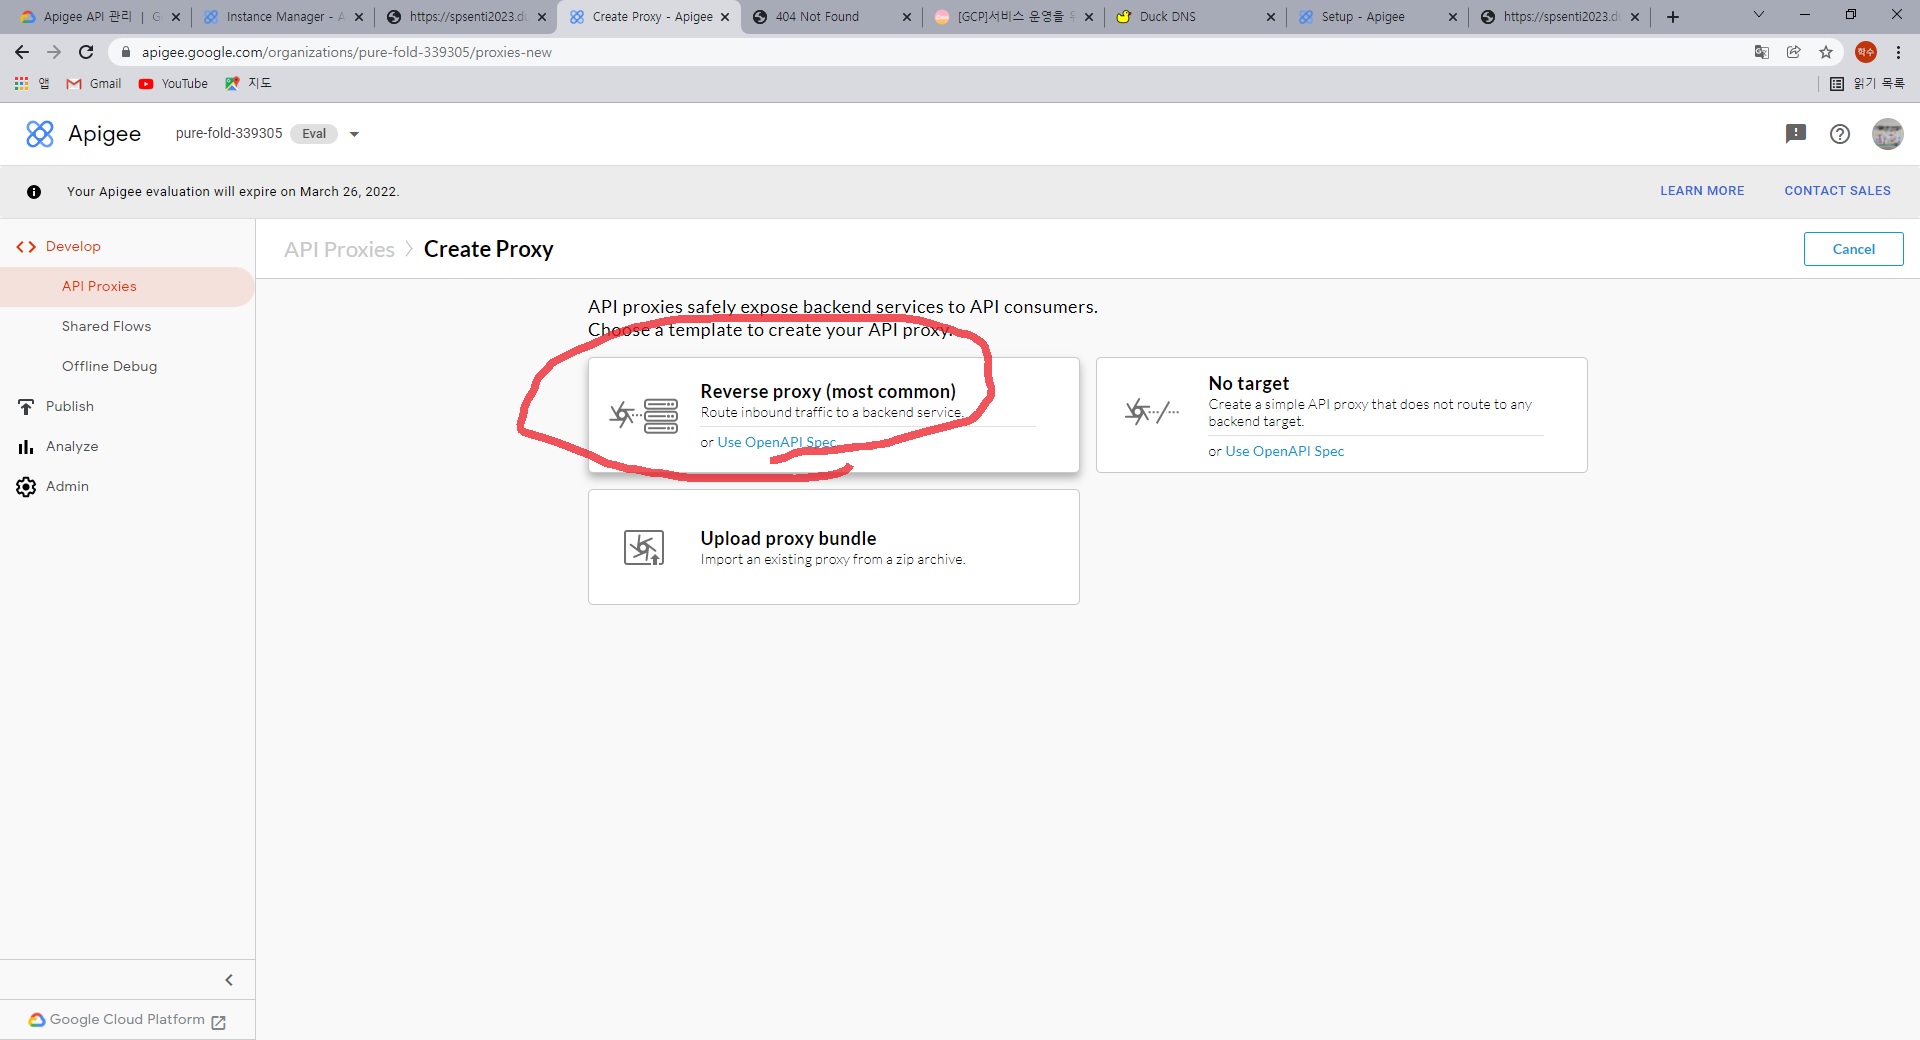 Apigee API 관리 | G
Instance Manager - A
https://spsenti2023.du
Create Proxy - Apigee
404 Not Found
[GCP]서비스 운영을
Duck DNS
Setup - Apigee
https://spsenti2023.du
apigee.google.com/organizations/pure-fold-339305/proxies-new
학수
앱
Gmail
YouTube
지도
읽기 목록
Apigee
pure-fold-339305
Eval
Your Apigee evaluation will expire on March 26, 2022.
LEARN MORE
CONTACT SALES
Develop
API Proxies
Shared Flows
Offline Debug
Publish
Analyze
Admin
Google Cloud Platform
API Proxies
Create Proxy
Cancel
API proxies safely expose backend services to API consumers.
Choose a template to create your API proxy.
Reverse proxy (most common)
Route inbound traffic to a backend service.
or Use OpenAPI Spec
No target
Create a simple API proxy that does not route to any
backend target.
or Use OpenAPI Spec
Upload proxy bundle
Import an existing proxy from a zip archive.